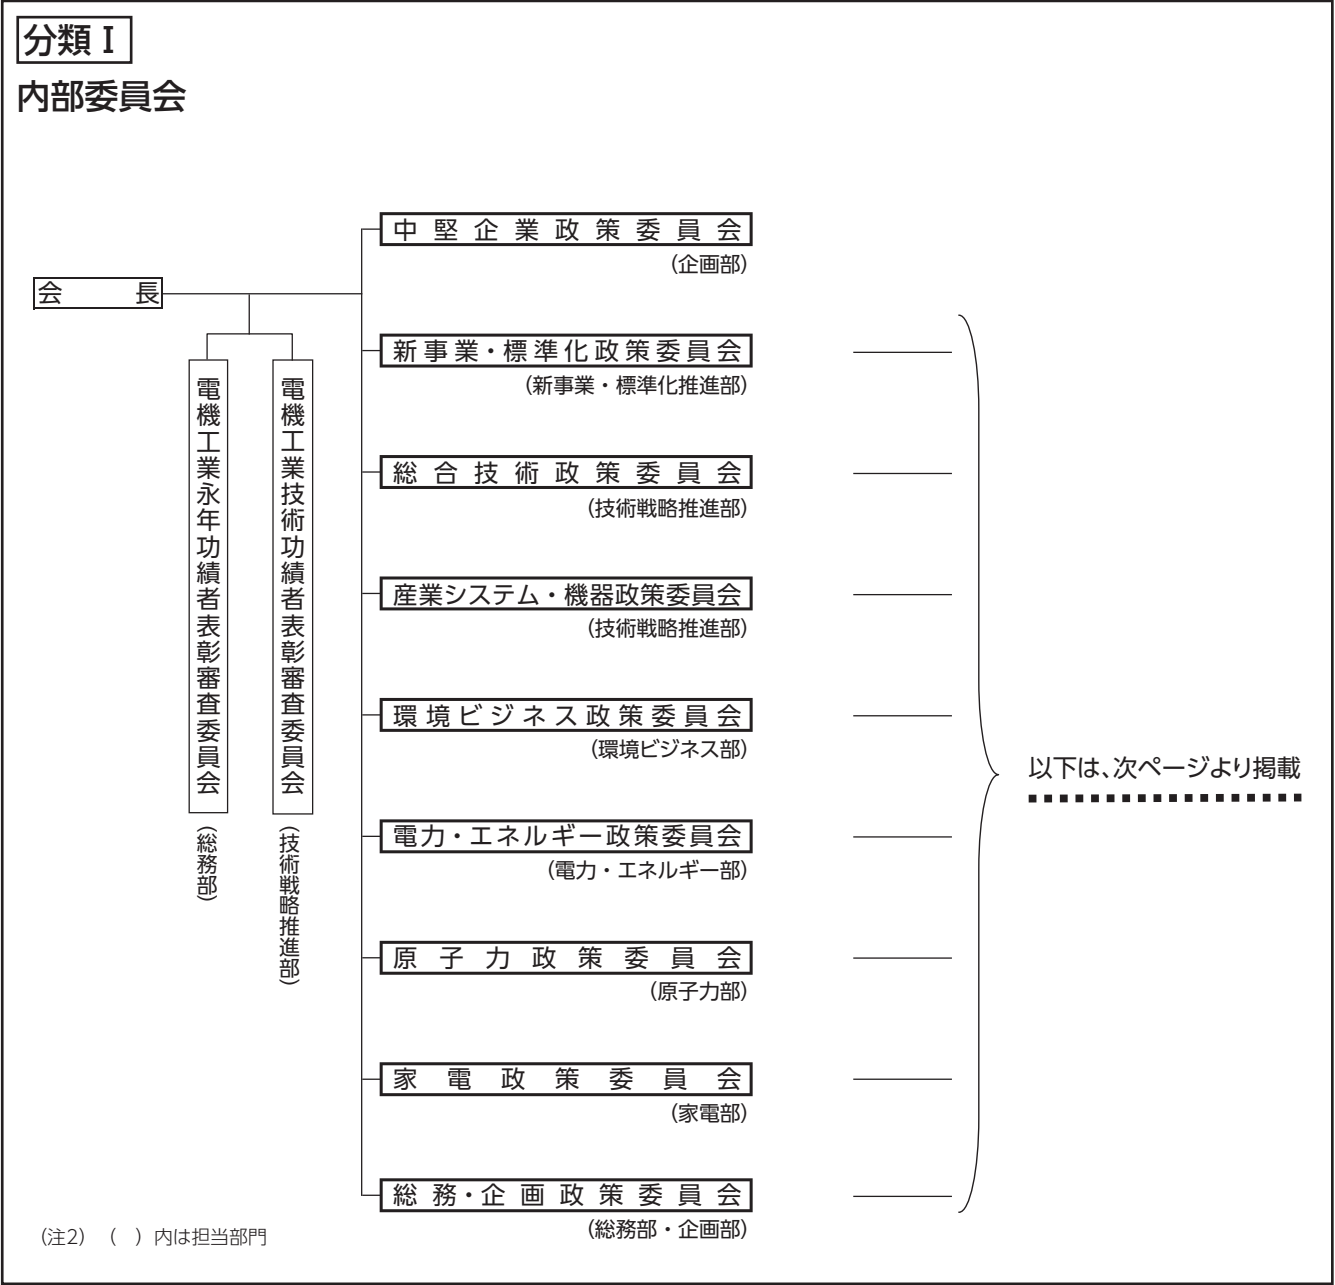 分類Ⅰ
内部委員会
会長
電機工業永年功績者表彰審査委員会
(総務部)
電機工業技術功績者表彰審査委員会
(技術戦略推進部)
中堅企業政策委員会
(企画部)
新事業・標準化政策委員会
(新事業・標準化推進部)
総合技術政策委員会
(技術戦略推進部)
産業システム・機器政策委員会
(技術戦略推進部)
環境ビジネス政策委員会
(環境ビジネス部)
電力・エネルギー政策委員会
(電力・エネルギー部)
原子力政策委員会
(原子力部)
家電政策委員会
(家電部)
総務・企画政策委員会
(総務部・企画部)
以下は、次ページより掲載
(注2) ( )内は担当部門